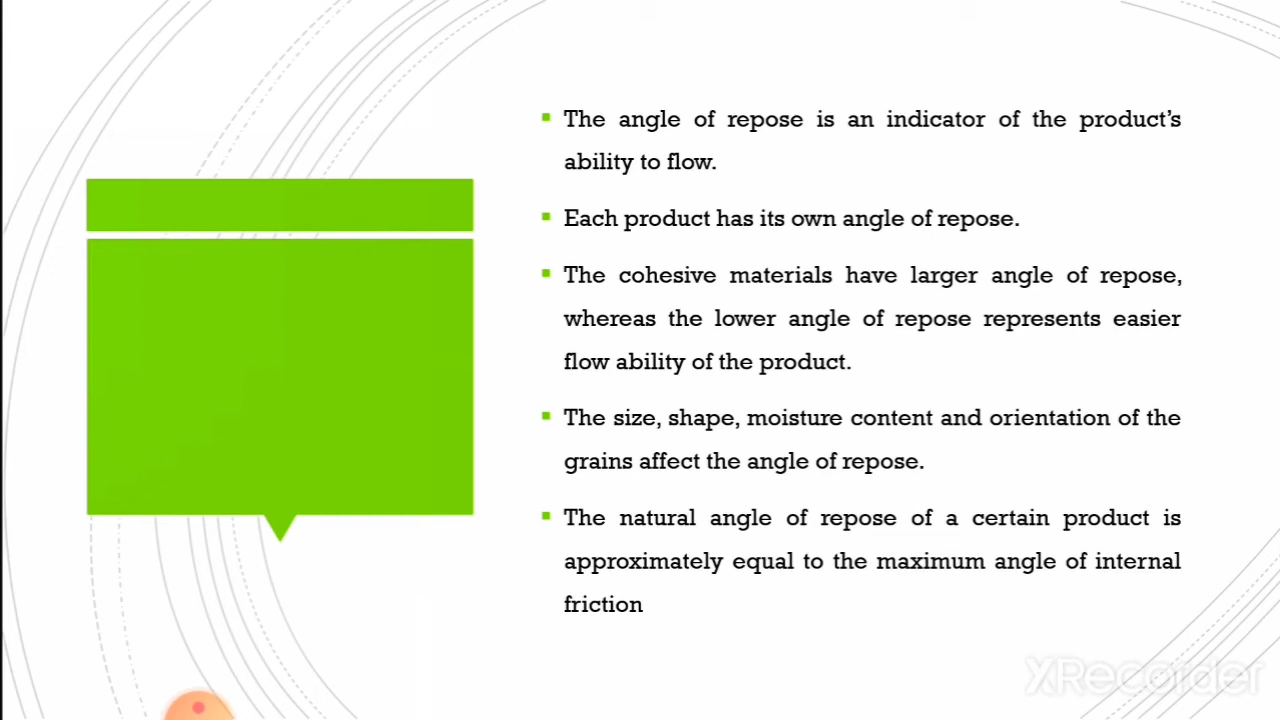 The angle of repose is an indicator of the product’s
ability to flow.
Each product has its own angle of repose.
The cohesive materials have larger angle of repose,
whereas the lower angle of repose represents easier
flow ability of the product.
The size, shape, moisture content and orientation of the
grains affect the angle of repose.
The natural angle of repose of a certain product is
approximately equal to the maximum angle of internal
friction
XRecorder